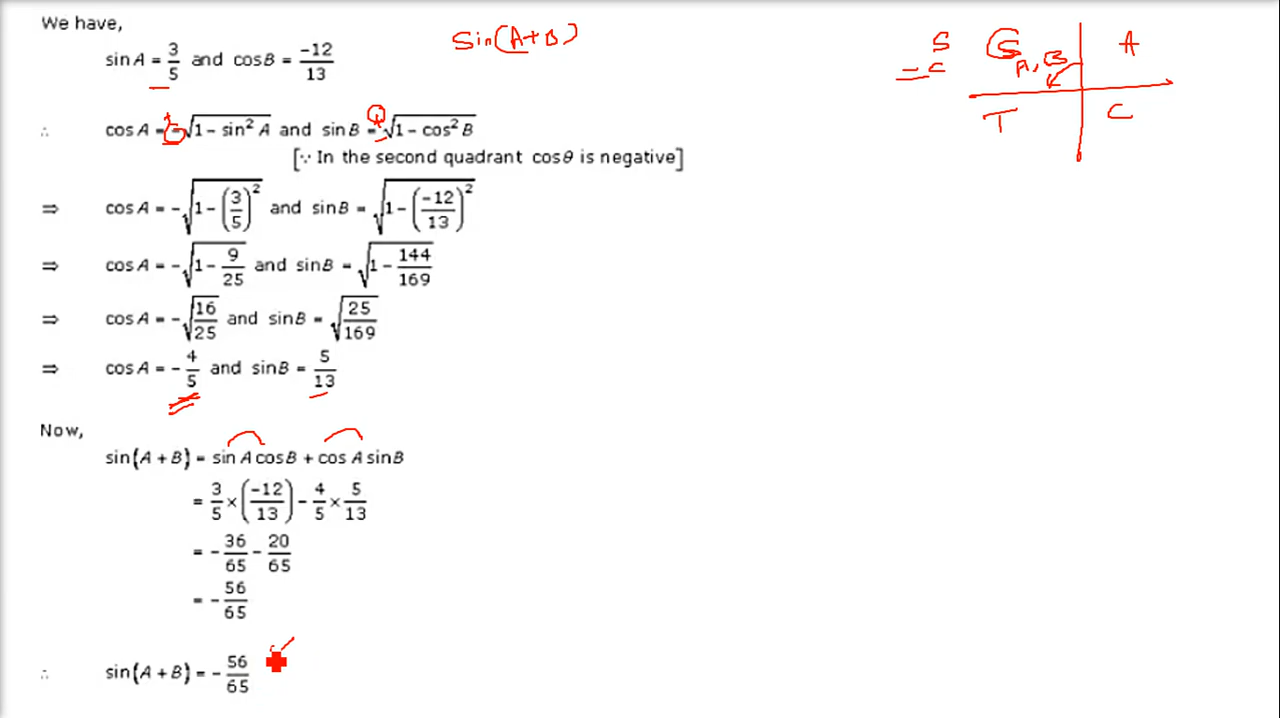 We have,
sin(A+B)
sin A = 3/5 and cos B = -12/13
∴ cos A = -√(1 - sin² A) and sin B = √(1 - cos² B)
[∵ In the second quadrant cosθ is negative]
⇒ cos A = -√(1 - (3/5)²) and sin B = √(1 - (-12/13)²)
⇒ cos A = -√(1 - 9/25) and sin B = √(1 - 144/169)
⇒ cos A = -√(16/25) and sin B = √(25/169)
⇒ cos A = - 4/5 and sin B = 5/13
Now,
sin(A + B) = sin A cos B + cos A sin B
= 3/5 × (-12/13) - 4/5 × 5/13
= - 36/65 - 20/65
= - 56/65
∴ sin(A + B) = - 56/65
S
C
S
A, B
A
T
C